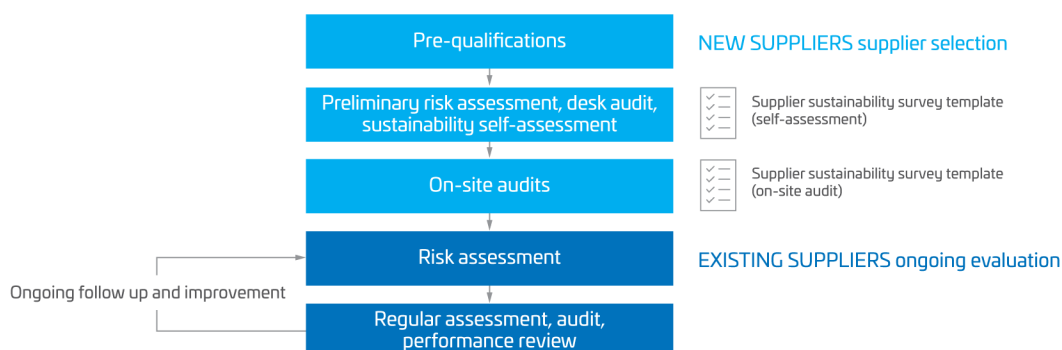 Pre-qualifications
NEW SUPPLIERS supplier selection
Preliminary risk assessment, desk audit,
sustainability self-assessment
Supplier sustainability survey template
(self-assessment)
On-site audits
Supplier sustainability survey template
(on-site audit)
Risk assessment
EXISTING SUPPLIERS ongoing evaluation
Ongoing follow up and improvement
Regular assessment, audit,
performance review